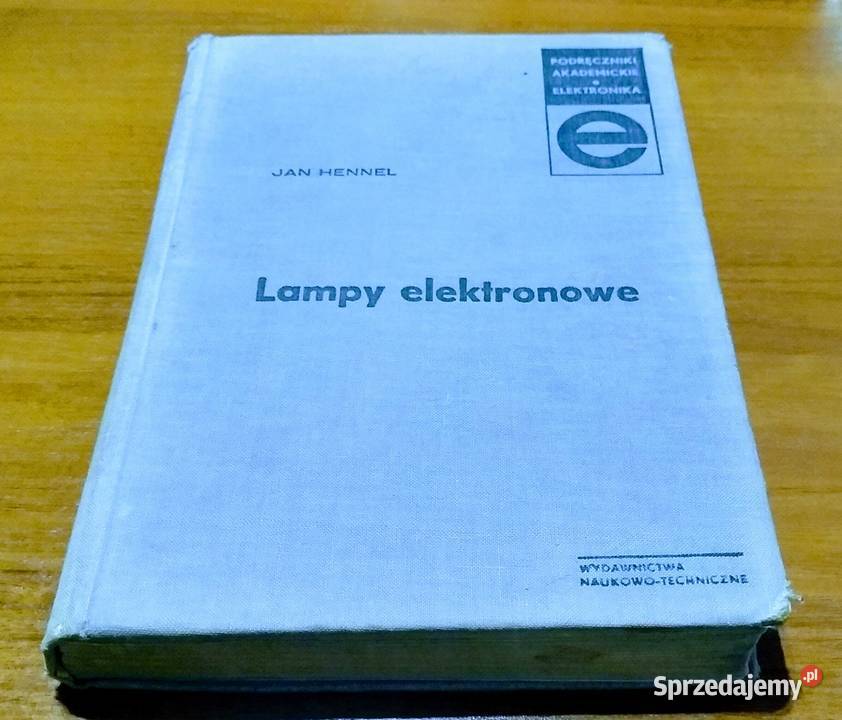 PODRĘCZNIKI
AKADEMICKIE
•
ELEKTRONIKA
e
JAN HENNEL
Lampy elektronowe
WYDAWNICTWA
NAUKOWO-TECHNICZNE
Sprzedajemy.pl